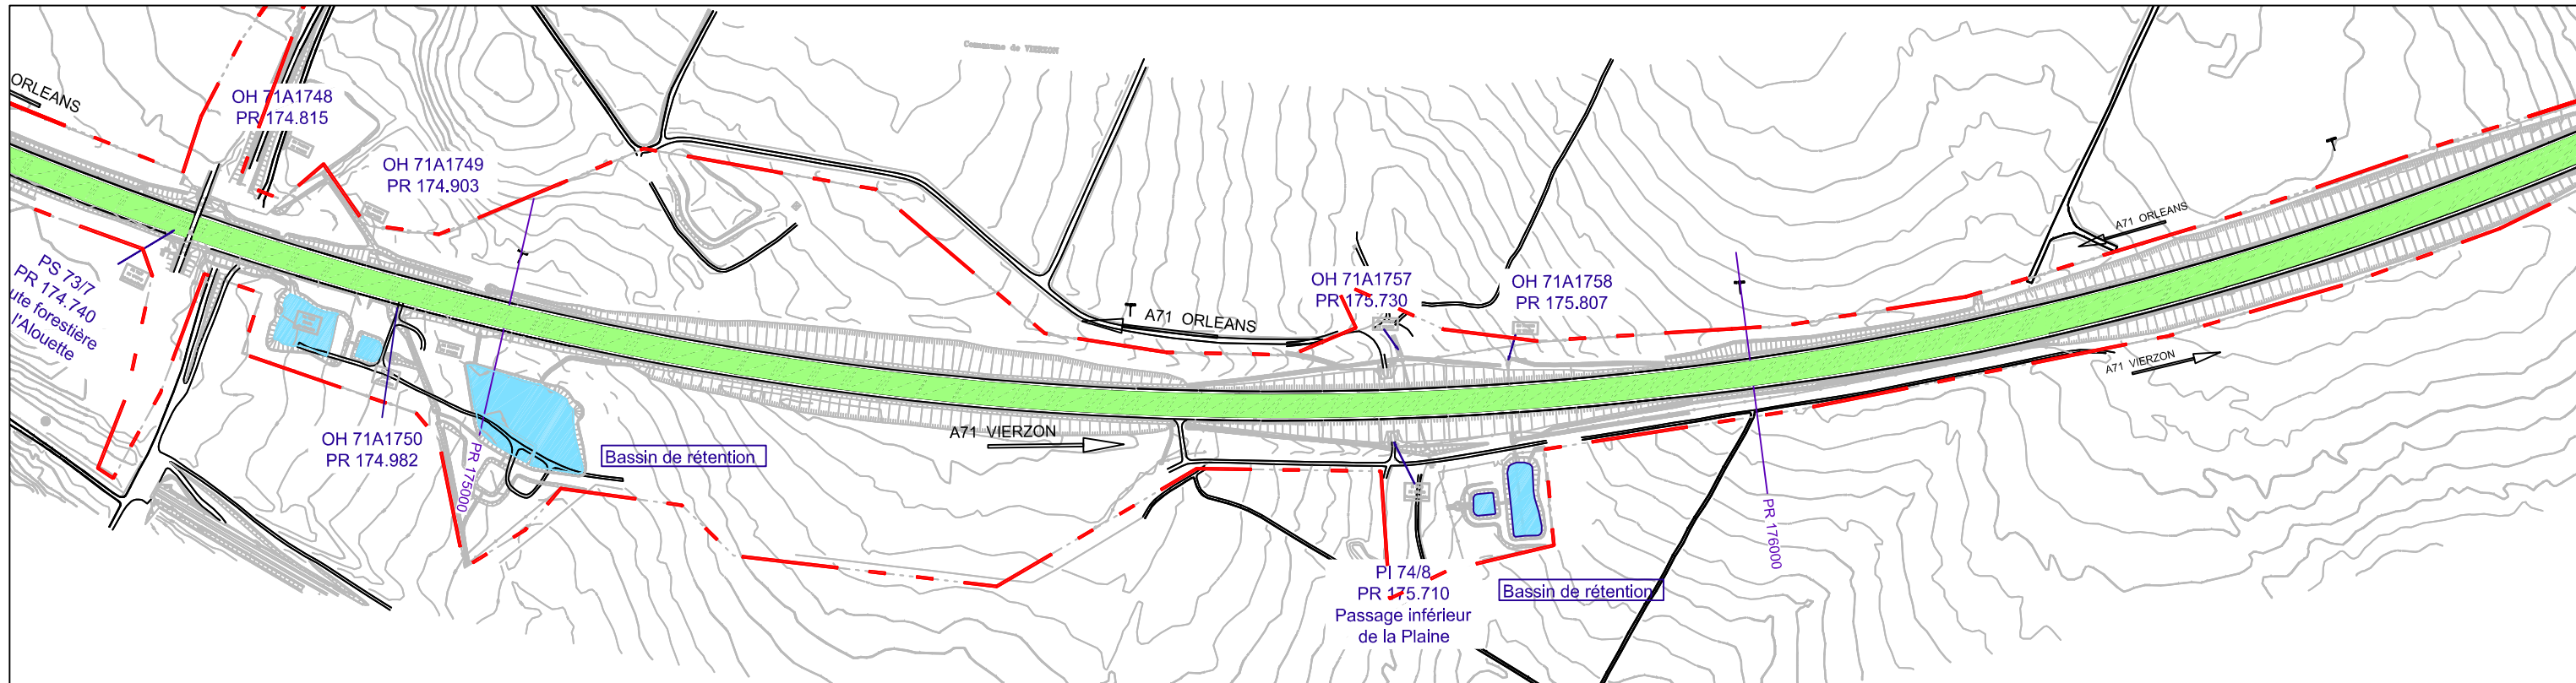 Commune de VIERZON
ORLEANS
OH 71A1748
PR 174.815
OH 71A1749
PR 174.903
PS 73/7
PR 174.740
ute forestière
l'Alouette
OH 71A1750
PR 174.982
PR 175000
Bassin de rétention
A71 VIERZON
A71 ORLEANS
OH 71A1757
PR 175.730
OH 71A1758
PR 175.807
PI 74/8
PR 175.710
Passage inférieur
de la Plaine
Bassin de rétention
PR 176000
A71 ORLEANS
A71 VIERZON